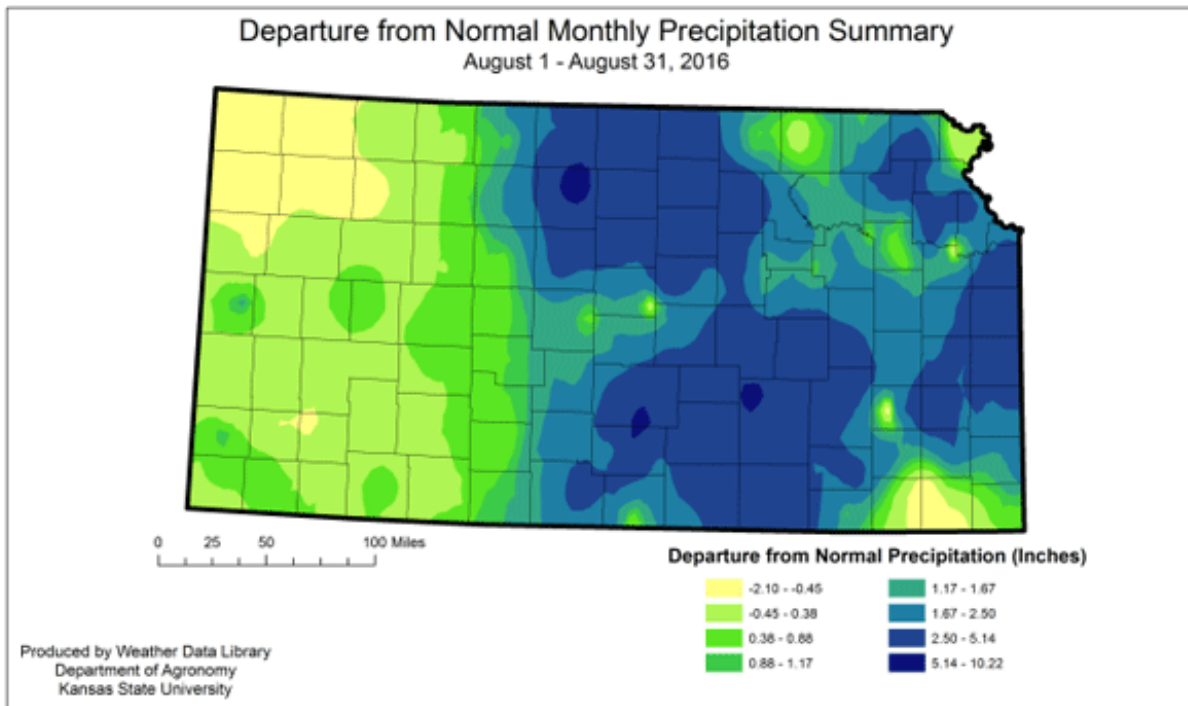 Departure from Normal Monthly Precipitation Summary
August 1 - August 31, 2016
0 25 50 100 Miles
Departure from Normal Precipitation (Inches)
-2.10 - -0.45
-0.45 - 0.38
0.38 - 0.88
0.88 - 1.17
1.17 - 1.67
1.67 - 2.50
2.50 - 5.14
5.14 - 10.22
Produced by Weather Data Library
Department of Agronomy
Kansas State University